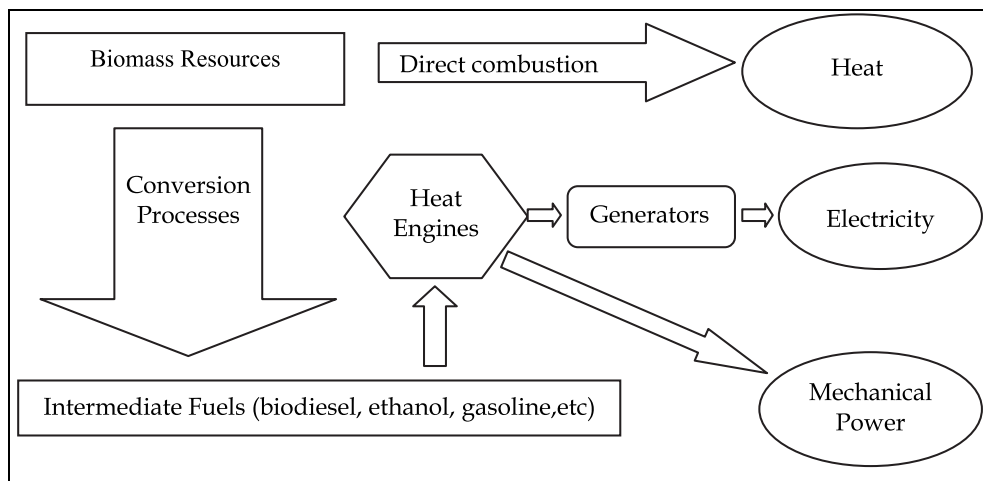 Biomass Resources
Direct combustion
Heat
Conversion
Processes
Heat
Engines
Generators
Electricity
Intermediate Fuels (biodiesel, ethanol, gasoline,etc)
Mechanical
Power